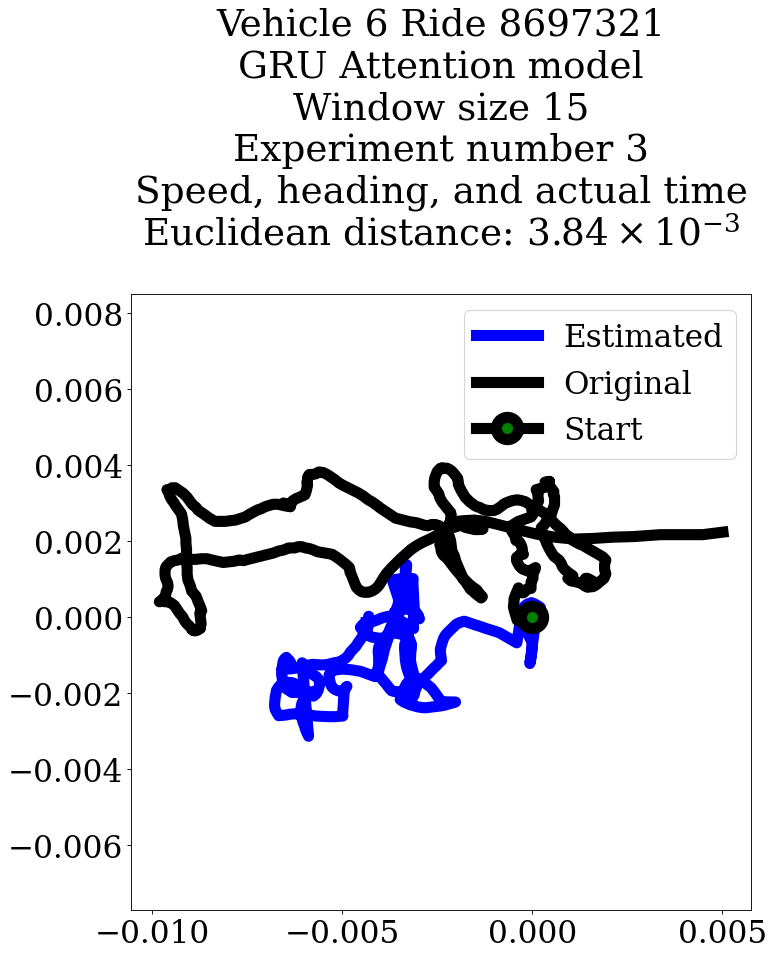 Vehicle 6 Ride 8697321
GRU Attention model
Window size 15
Experiment number 3
Speed, heading, and actual time
Euclidean distance: 3.84 × 10⁻³
0.008
0.006
0.004
0.002
0.000
−0.002
−0.004
−0.006
Estimated
Original
Start
−0.010
−0.005
0.000
0.005